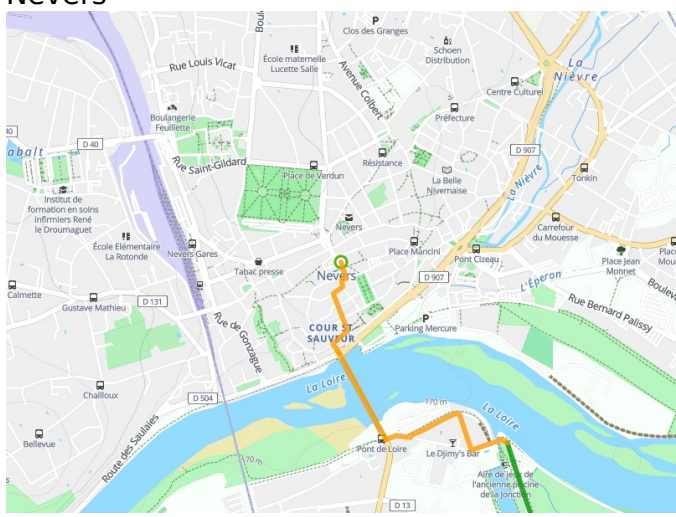 Nevers
Clos des Granges
École maternelle
Lucette Salle
Schoen
Distribution
La
Nièvre
Rue Louis Vicat
Avenue Colbert
Centre Culturel
Boulangerie
Feuillette
Préfecture
D 40
D 907
Rue Saint-Gildard
Place de Verdun
Résistance
La Belle
Nivernaise
La Nièvre
Tonkin
Institut de
formation en soins
infirmiers René
le Droumaguet
Nevers
Carrefour
du Mouesse
École Élémentaire
La Rotonde
Nevers Gares
Tabac presse
Place Mancini
Pont Cizeau
Place Jean
Monnet
Nevers
D 907
L'Éperon
Calmette
Gustave Mathieu
D 131
Rue de Gonzague
COUR ST
SAUVEUR
P
Parking Mercure
Rue Bernard Palissy
La Loire
Chailloux
D 504
170 m
La Loire
Route des Saulaies
Bellevue
Pont de Loire
Le Djimy's Bar
Aire de jeux de
l'ancienne piscine
de la jonction
D 13